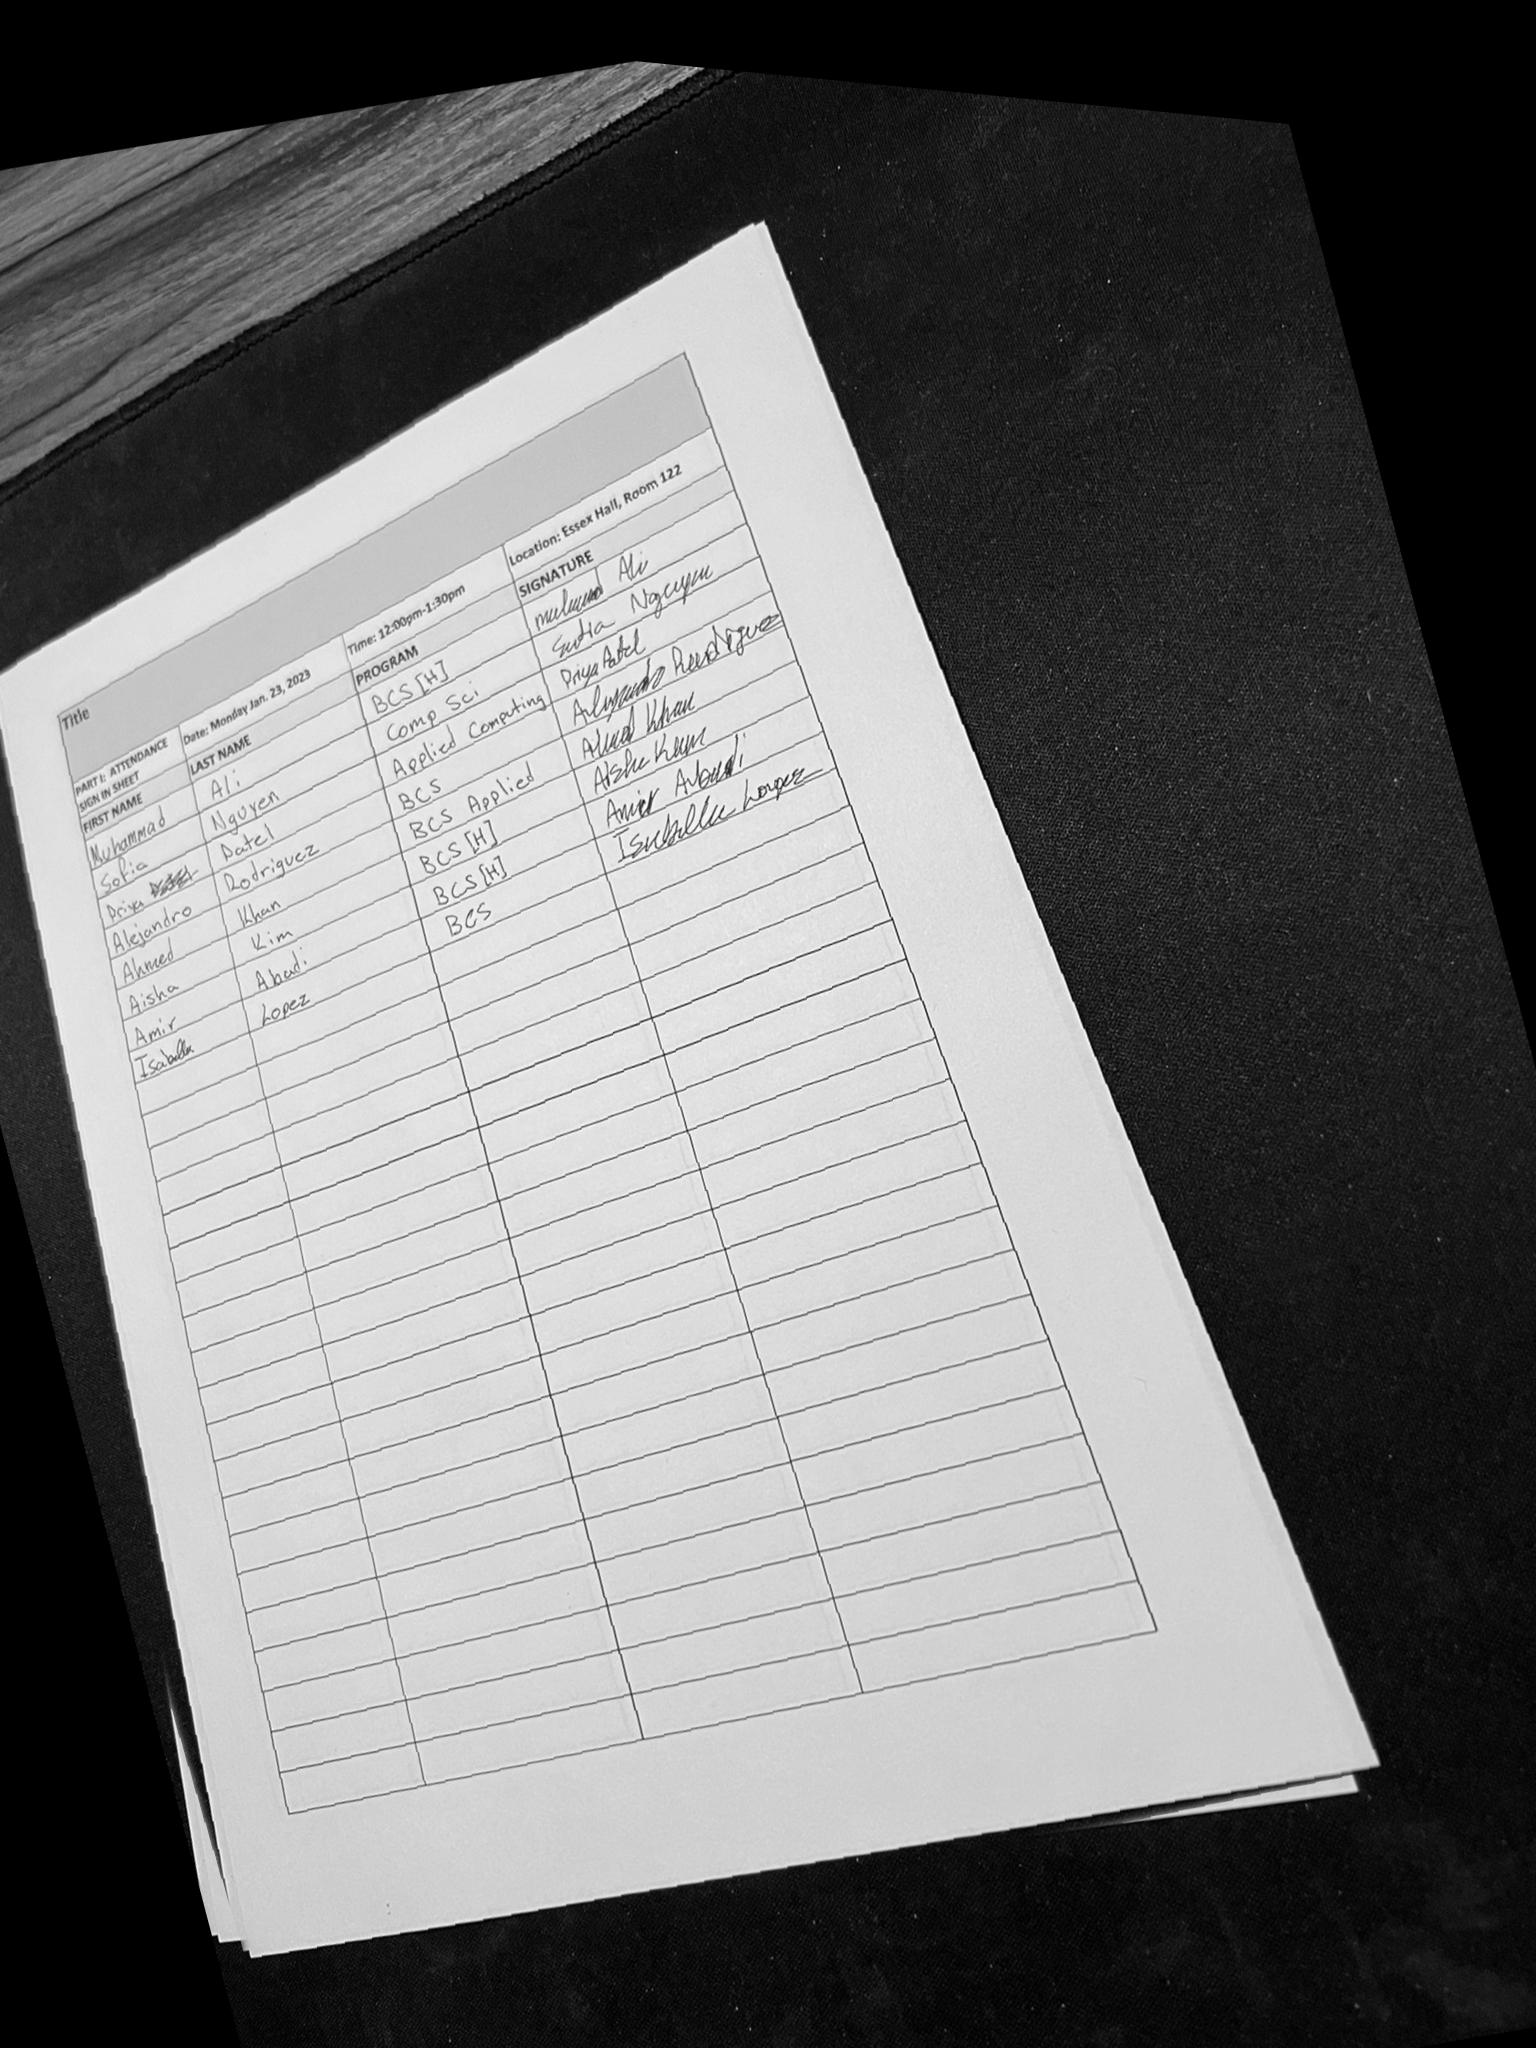 Title
PART I: ATTENDANCE SIGN IN SHEET Date: Monday Jan. 23, 2023 Time: 12:00pm-1:30pm Location: Essex Hall, Room 122
FIRST NAME LAST NAME PROGRAM SIGNATURE
Muhammad Ali BCS [H] Ali
Sofia Nguyen Comp Sci Sofia Nguyen
Priya Patel Applied Computing Priya Patel
Alejandro Rodriguez BCS Alejandro Rodriguez
Ahmed Khan BCS Applied Ahmed Khan
Aisha Kim BCS [H] Aisha Kim
Amir Abadi BCS [H] Amir Abadi
Isabella Lopez BCS Isabella Lopez